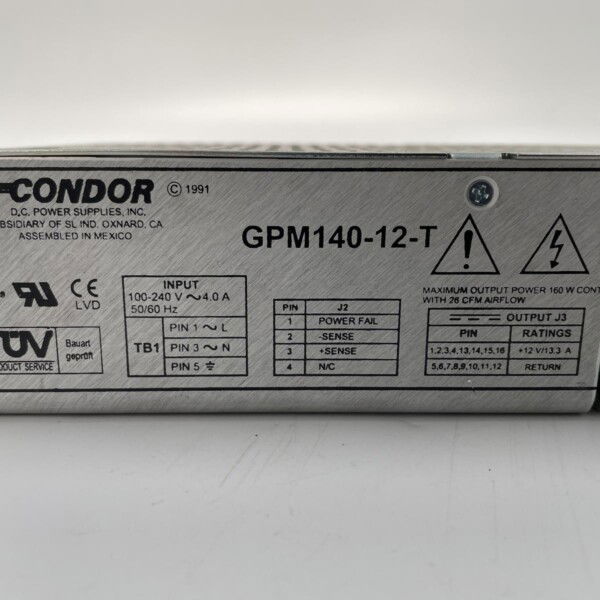 CONDOR © 1991
D.C. POWER SUPPLIES, INC.
BSIDIARY OF SL IND. OXNARD, CA
ASSEMBLED IN MEXICO
GPM140-12-T
CE
LVD
INPUT
100-240 V ~ 4.0 A
50/60 Hz
TB1
PIN 1 ~ L
PIN 3 ~ N
PIN 5 ⏚
TÜV
PRODUCT SERVICE
Bauart
geprüft
PIN J2
1 POWER FAIL
2 -SENSE
3 +SENSE
4 N/C
MAXIMUM OUTPUT POWER 160 W CONT
WITH 26 CFM AIRFLOW
OUTPUT J3
PIN RATINGS
1,2,3,4,13,14,15,16 +12 V/13.3 A
5,6,7,8,9,10,11,12 RETURN